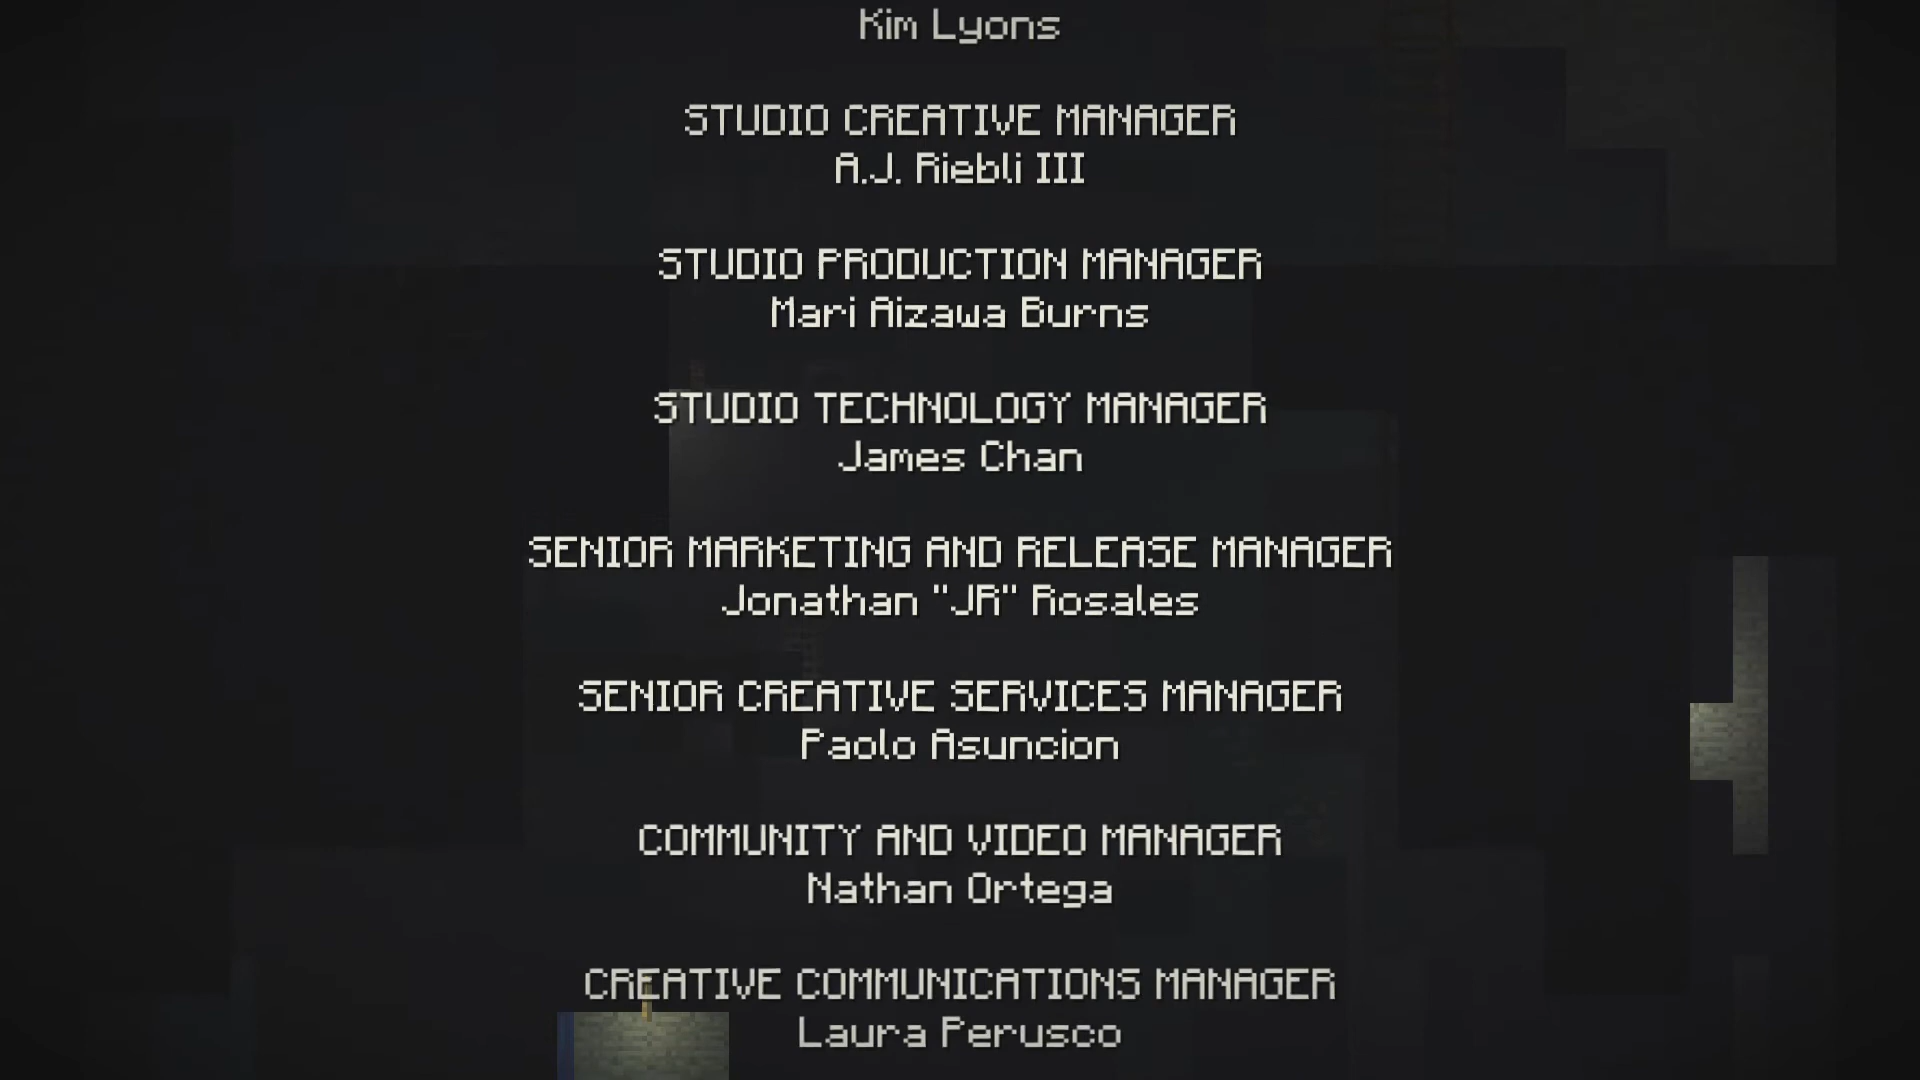 Kim Lyons
STUDIO CREATIVE MANAGER
A.J. Riebli III
STUDIO PRODUCTION MANAGER
Mari Aizawa Burns
STUDIO TECHNOLOGY MANAGER
James Chan
SENIOR MARKETING AND RELEASE MANAGER
Jonathan "JR" Rosales
SENIOR CREATIVE SERVICES MANAGER
Paolo Asuncion
COMMUNITY AND VIDEO MANAGER
Nathan Ortega
CREATIVE COMMUNICATIONS MANAGER
Laura Perusco